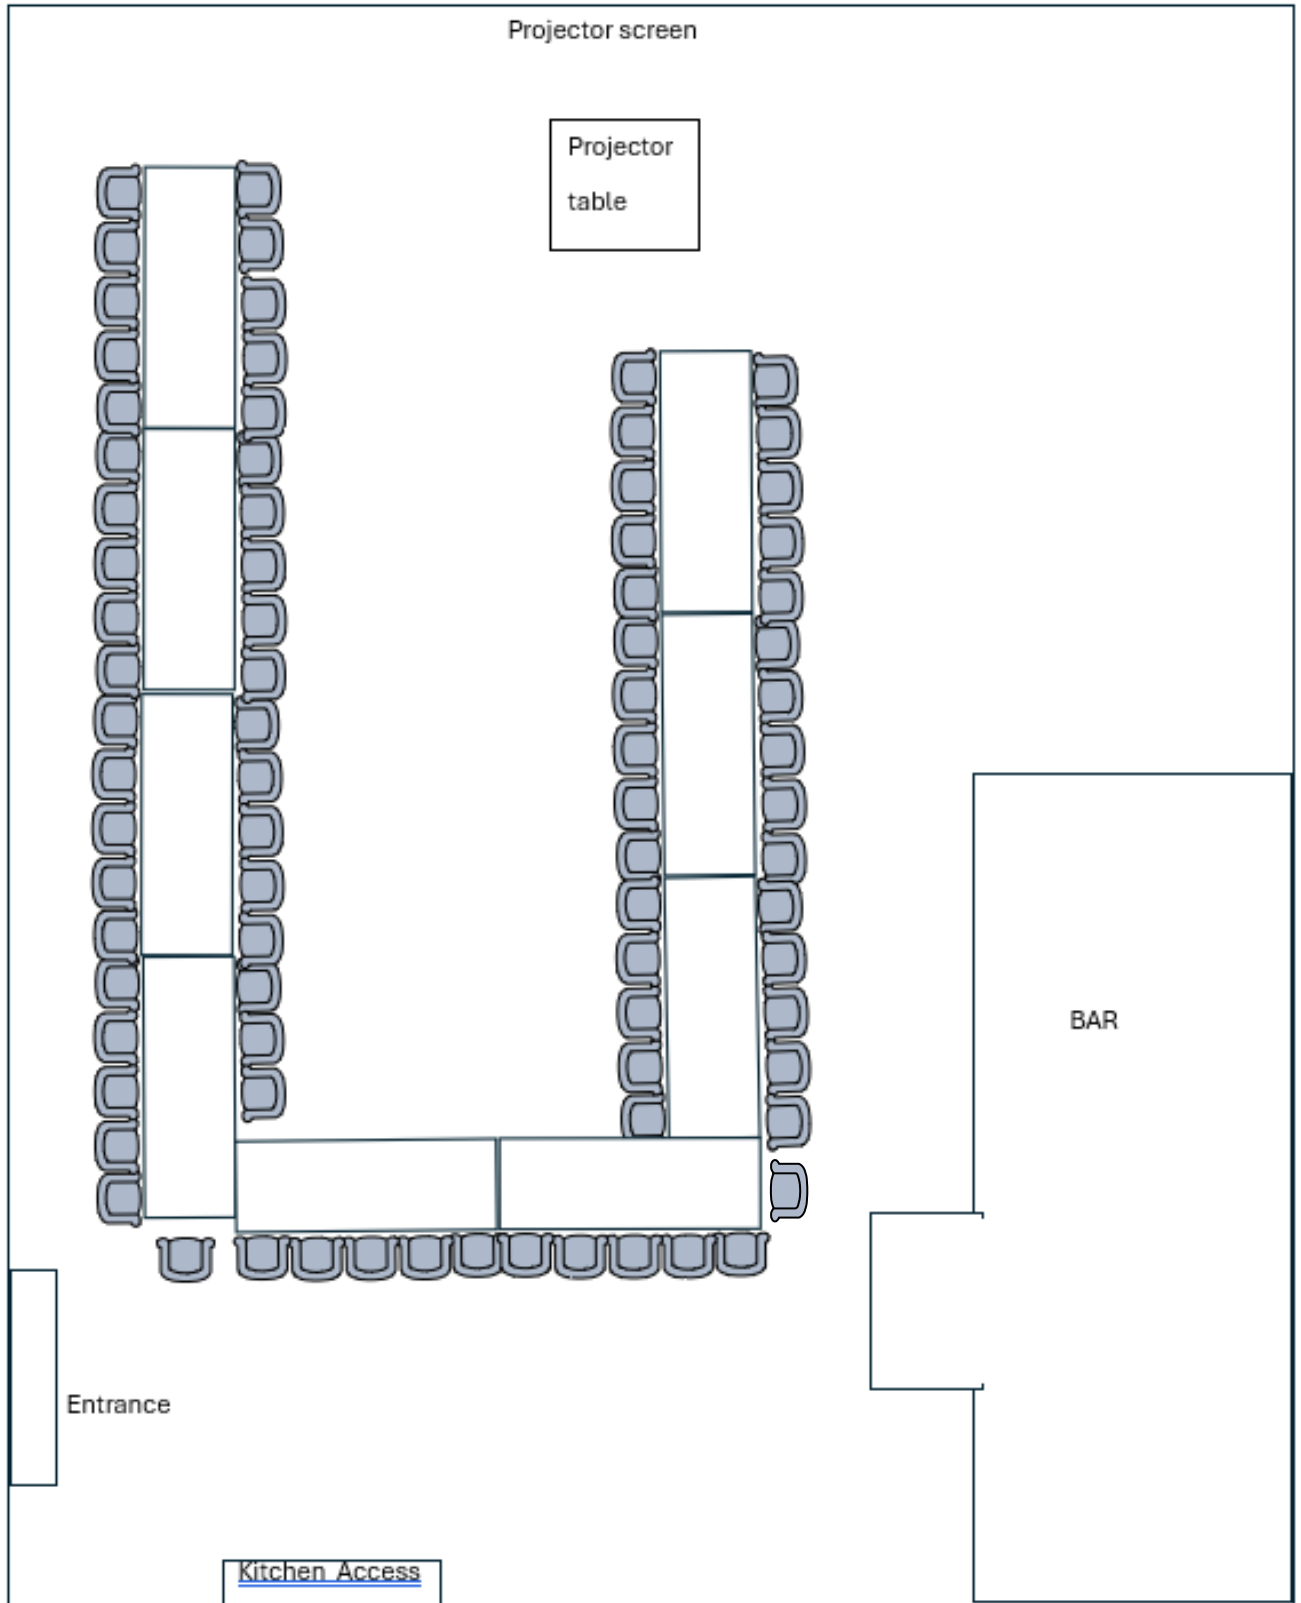 Projector screen
Projector
table
BAR
Entrance
Kitchen Access